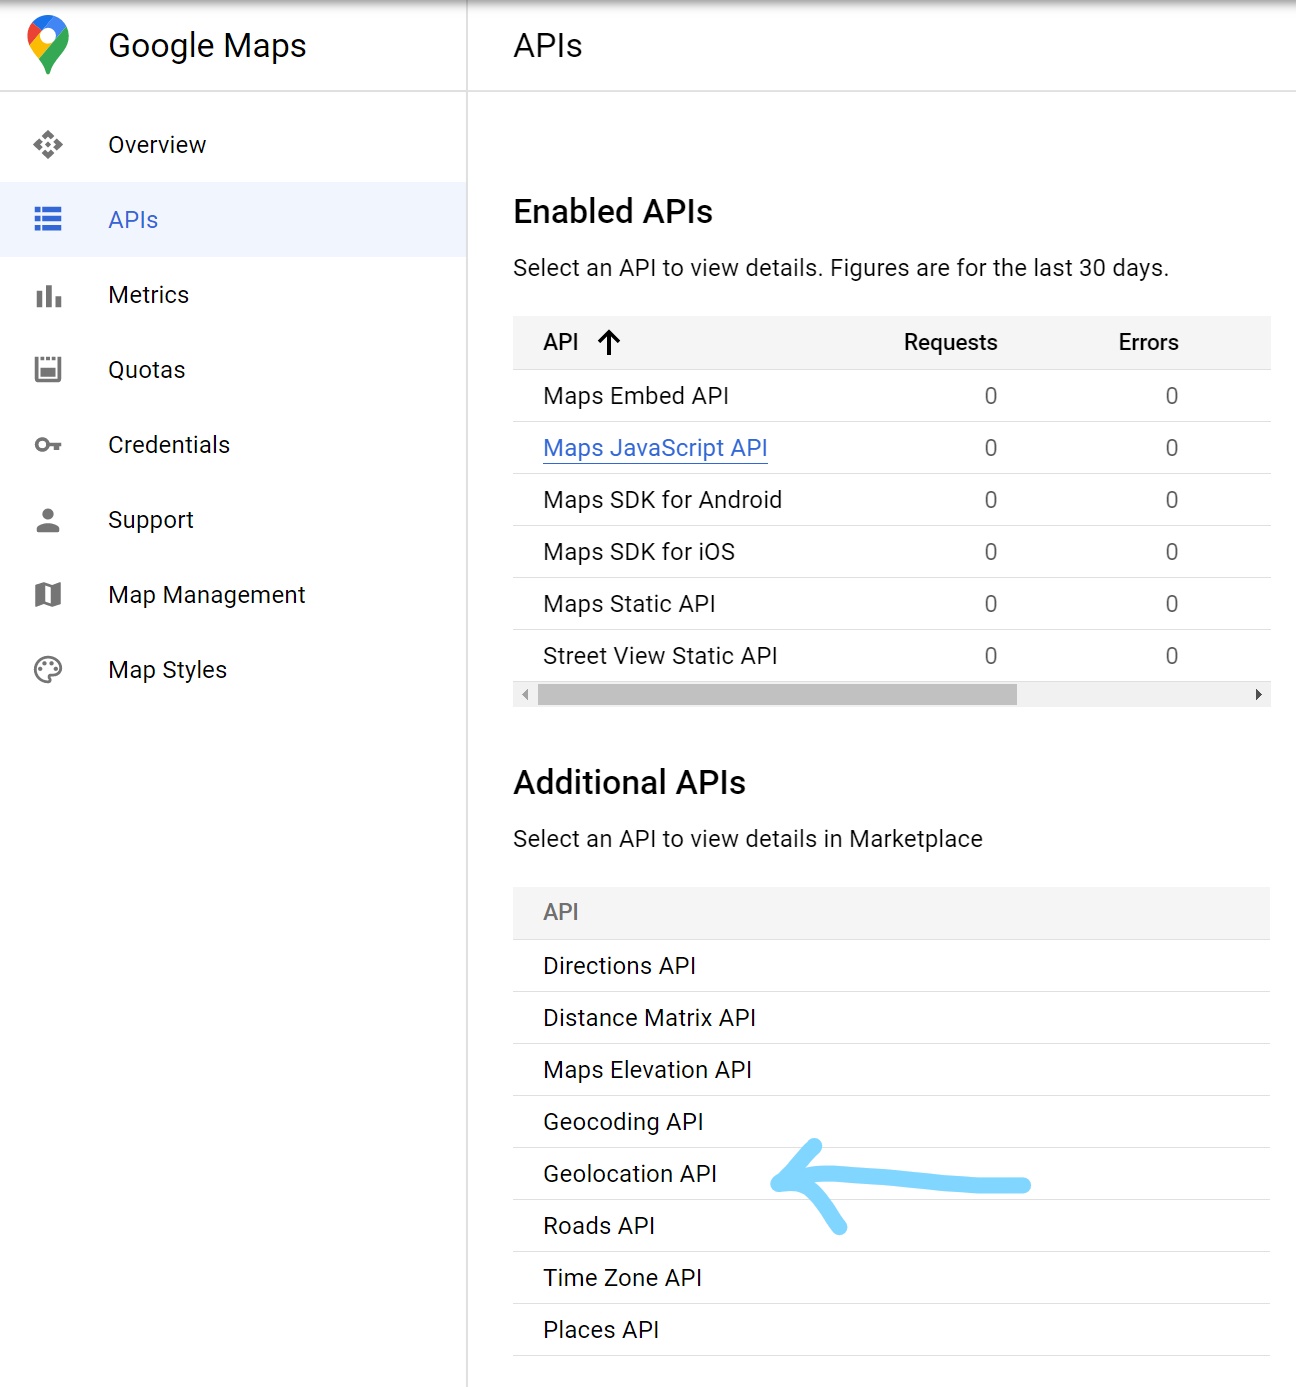 Google Maps
APIs
Overview
APIs
Metrics
Quotas
Credentials
Support
Map Management
Map Styles
Enabled APIs
Select an API to view details. Figures are for the last 30 days.
API Requests Errors
Maps Embed API 0 0
Maps JavaScript API 0 0
Maps SDK for Android 0 0
Maps SDK for iOS 0 0
Maps Static API 0 0
Street View Static API 0 0
Additional APIs
Select an API to view details in Marketplace
API
Directions API
Distance Matrix API
Maps Elevation API
Geocoding API
Geolocation API
Roads API
Time Zone API
Places API